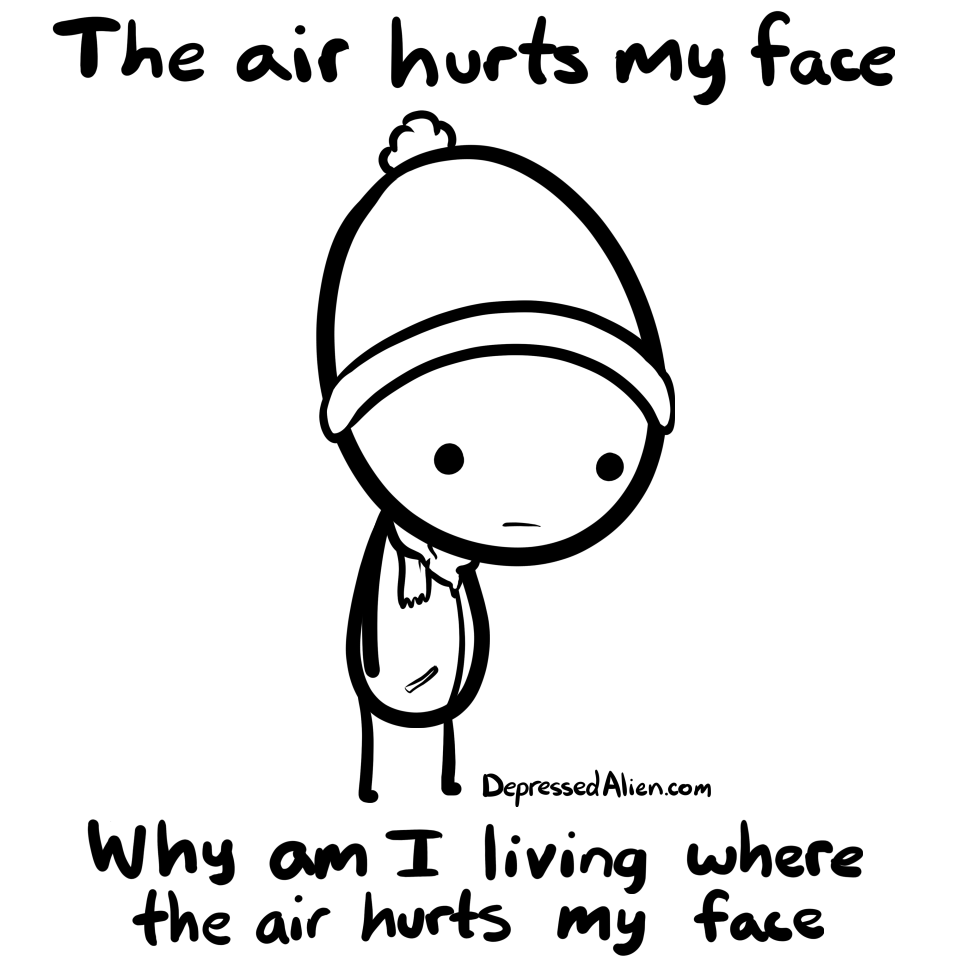 The air hurts my face
DepressedAlien.com
Why am I living where
the air hurts my face